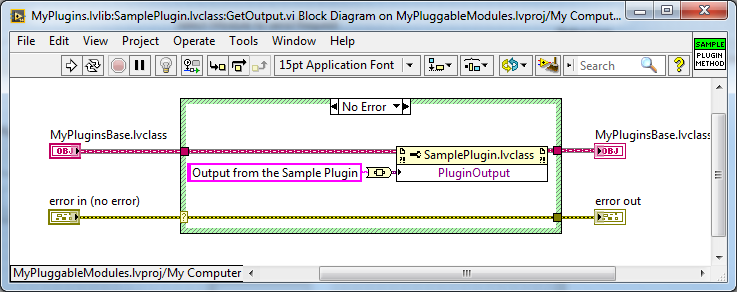 MyPlugins.lvlib:SamplePlugin.lvclass:GetOutput.vi Block Diagram on MyPluggableModules.lvproj/My Compute...
File Edit View Project Operate Tools Window Help
SAMPLE
PLUGIN
METHOD
15pt Application Font
Search
?
No Error
MyPluginsBase.lvclass
OBJ
SamplePlugin.lvclass
Output from the Sample Plugin
PluginOutput
MyPluginsBase.lvclass
OBJ
error in (no error)
?
error out
MyPluggableModules.lvproj/My Computer